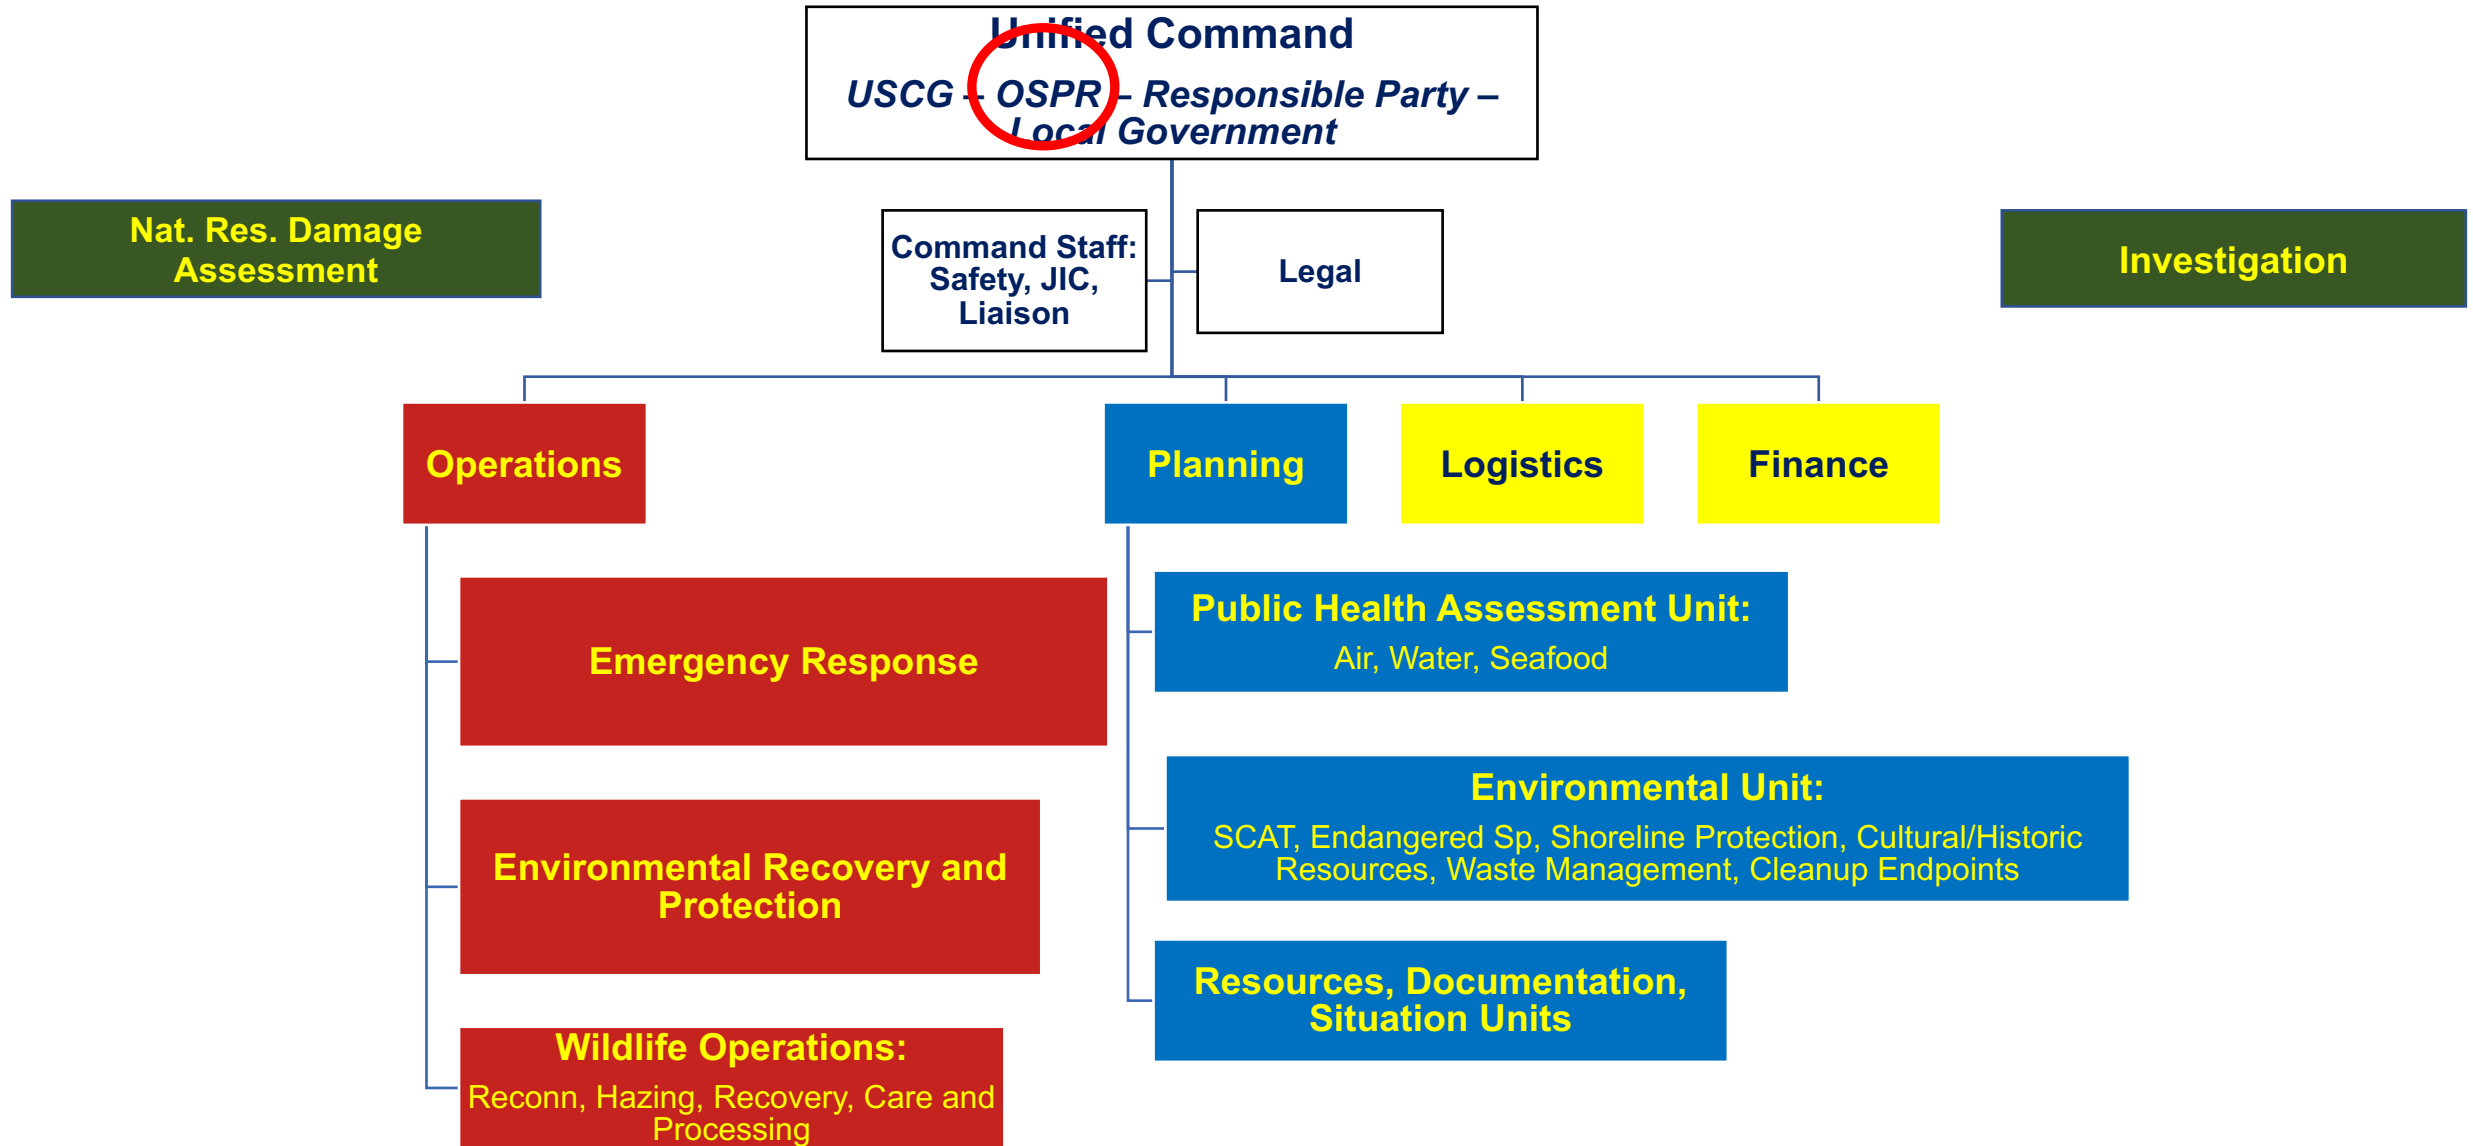 Unified Command
USCG – OSPR – Responsible Party –
Local Government
Nat. Res. Damage
Assessment
Command Staff:
Safety, JIC,
Liaison
Legal
Investigation
Operations
Planning
Logistics
Finance
Emergency Response
Environmental Recovery and
Protection
Wildlife Operations:
Reconn, Hazing, Recovery, Care and
Processing
Public Health Assessment Unit:
Air, Water, Seafood
Environmental Unit:
SCAT, Endangered Sp, Shoreline Protection, Cultural/Historic
Resources, Waste Management, Cleanup Endpoints
Resources, Documentation,
Situation Units